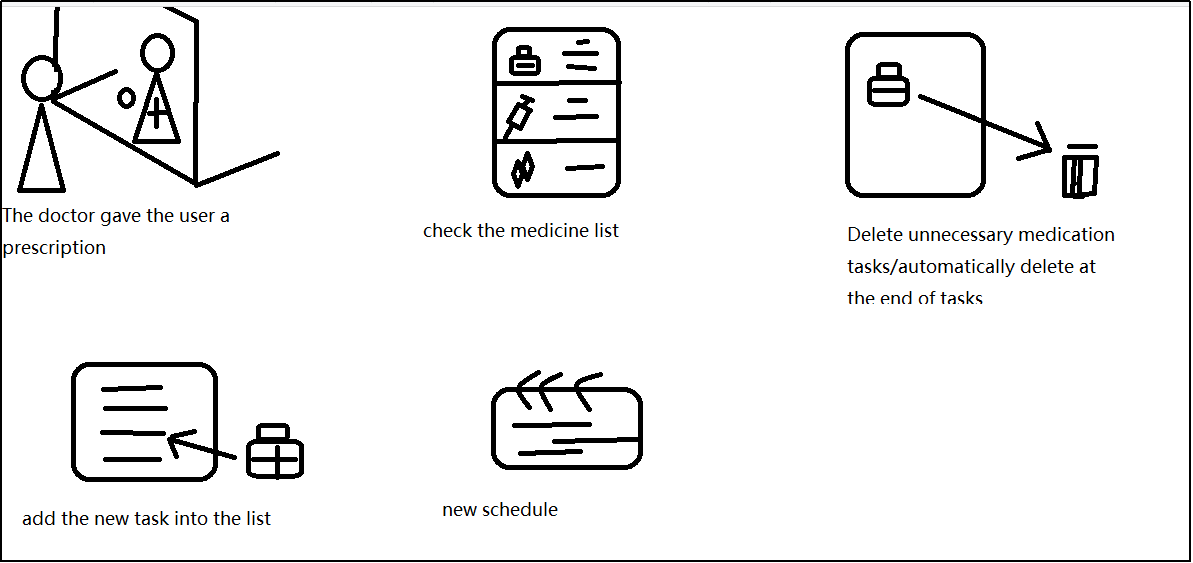 The doctor gave the user a
prescription
check the medicine list
Delete unnecessary medication
tasks/automatically delete at
the end of tasks
add the new task into the list
new schedule